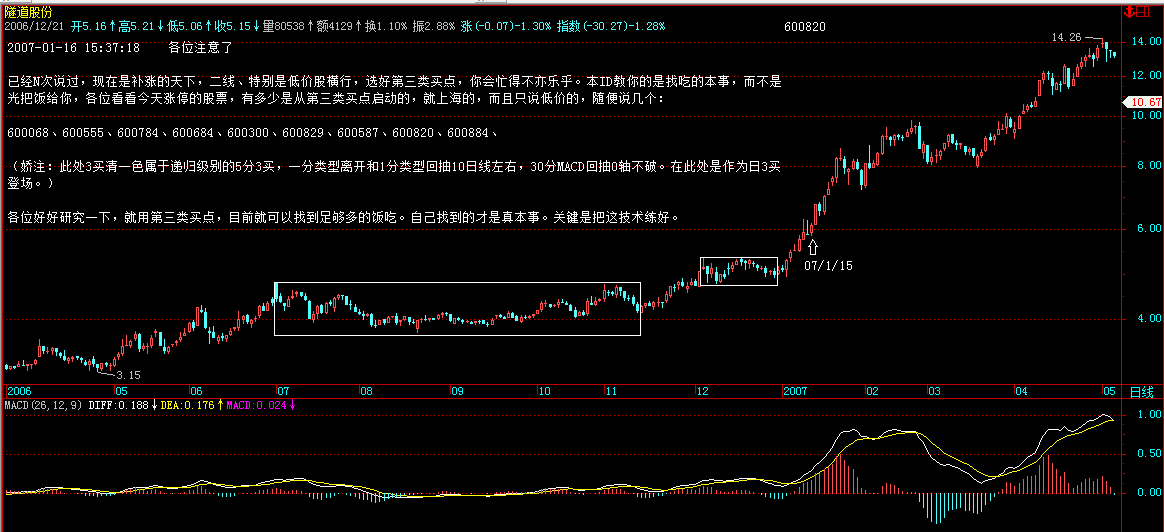 隧道股份
2006/12/21 开5.16↑高5.21↓低5.06↑收5.15↓量80538↑额4129↑换1.10% 振2.88% 涨(-0.07)-1.30% 指数(-30.27)-1.28%
600820
2007-01-16 15:37:18 各位注意了
已经N次说过，现在是补涨的天下，二线、特别是低价股横行，选好第三类买点，你会忙得不亦乐乎。本ID教你的是找吃的本事，而不是
光把饭给你，各位看看今天涨停的股票，有多少是从第三类买点启动的，就上海的，而且只说低价的，随便说几个：
600068、600555、600784、600684、600300、600829、600587、600820、600884、
（娇注：此处3买清一色属于递归级别的5分3买，一分类型离开和1分类型回抽10日线左右，30分MACD回抽0轴不破。在此处是作为日3买
登场。）
各位好好研究一下，就用第三类买点，目前就可以找到足够多的饭吃。自己找到的才是真本事。关键是把这技术练好。
14.26
14.00
12.00
10.67
10.00
8.00
6.00
07/1/15
4.00
3.15
2006 05 06 07 08 09 10 11 12 2007 02 03 04 05 日线
MACD(26,12,9) DIFF:0.188↓ DEA:0.176↑ MACD:0.024↓
1.00
0.50
0.00